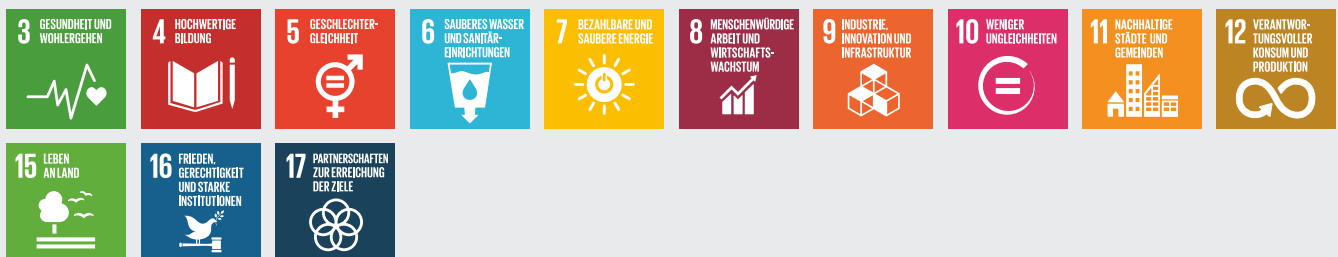 3 GESUNDHEIT UND
WOHLERGEHEN
4 HOCHWERTIGE
BILDUNG
5 GESCHLECHTER-
GLEICHHEIT
6 SAUBERES WASSER
UND SANITÄR-
EINRICHTUNGEN
7 BEZAHLBARE UND
SAUBERE ENERGIE
8 MENSCHENWÜRDIGE
ARBEIT UND
WIRTSCHAFTS-
WACHSTUM
9 INDUSTRIE,
INNOVATION UND
INFRASTRUKTUR
10 WENIGER
UNGLEICHHEITEN
11 NACHHALTIGE
STÄDTE UND
GEMEINDEN
12 VERANTWOR-
TUNGSVOLLER
KONSUM UND
PRODUKTION
15 LEBEN
AN LAND
16 FRIEDEN,
GERECHTIGKEIT
UND STARKE
INSTITUTIONEN
17 PARTNERSCHAFTEN
ZUR ERREICHUNG
DER ZIELE